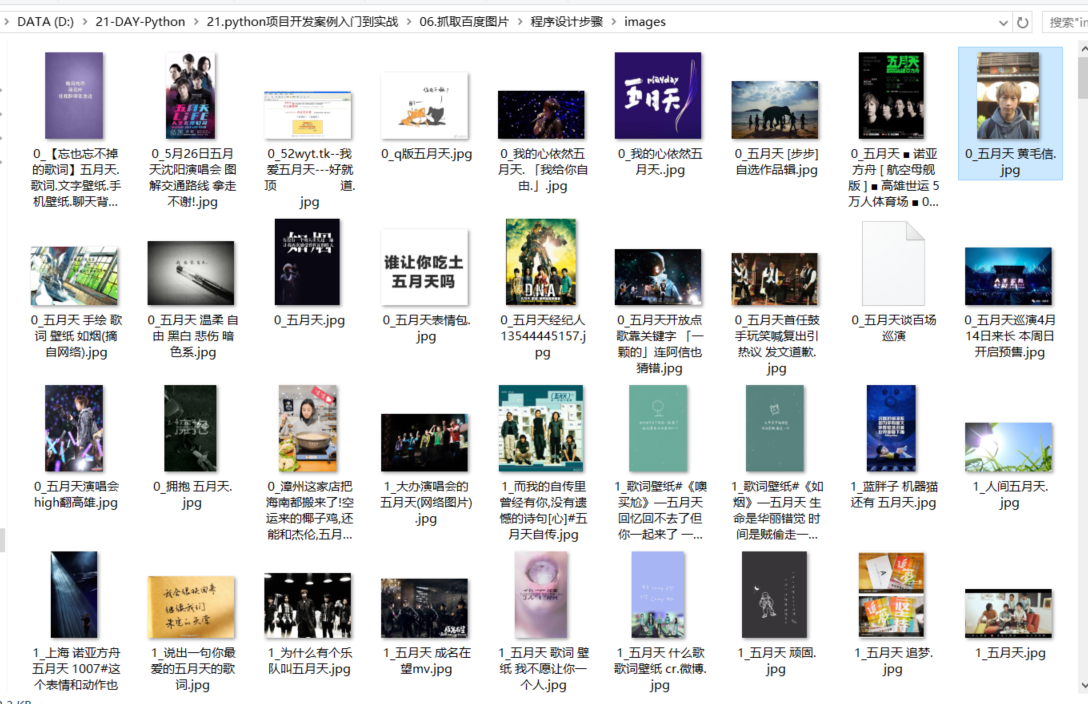 DATA (D:) > 21-DAY-Python > 21.python项目开发案例入门到实战 > 06.抓取百度图片 > 程序设计步骤 > images
搜索"in
0_【忘也忘不掉
的歌词】五月天.
歌词.文字壁纸.手
机壁纸.聊天背...
0_5月26日五月
天沈阳演唱会 图
解交通路线 拿走
不谢!.jpg
0_52wyt.tk--我
爱五月天---好就
顶 道.
jpg
0_q版五月天.jpg
0_我的心依然五
月天.「我给你自
由.」.jpg
0_我的心依然五
月天..jpg
0_五月天 [步步]
自选作品辑.jpg
0_五月天 ■ 诺亚
方舟 [ 航空母舰
版 ] ■ 高雄世运 5
万人体育场 ■ 0...
0_五月天 黄毛信.
jpg
mayday
五月天
五月天
LIFE
五月天
0_五月天 手绘 歌
词 壁纸 如烟(摘
自网络).jpg
0_五月天 温柔 自
由 黑白 悲伤 暗
色系.jpg
0_五月天.jpg
0_五月天表情包.
jpg
0_五月天经纪人
13544445157.j
pg
0_五月天开放点
歌靠关键字 「一
颗的」连阿信也
猜错.jpg
0_五月天首任鼓
手玩笑喊复出引
热议 发文道歉.
jpg
0_五月天谈百场
巡演
0_五月天巡演4月
14日来长 本周日
开启预售.jpg
谁让你吃土
五月天吗
DNA
0_五月天演唱会
high翻高雄.jpg
0_拥抱 五月天.
jpg
0_漳州这家店把
海南都搬来了!空
运来的椰子鸡,还
能和杰伦,五月...
1_大办演唱会的
五月天(网络图片)
.jpg
1_而我的自传里
曾经有你,没有遗
憾的诗句[心]#五
月天自传.jpg
1_歌词壁纸#《噢
买尬》—五月天
回忆回不去了但
你一起来了 一...
1_歌词壁纸#《如
烟》—五月天 生
命是华丽错觉 时
间是贼偷走一...
1_蓝胖子 机器猫
还有 五月天.jpg
1_人间五月天.
jpg
拥抱
1_上海 诺亚方舟
五月天 1007#这
个表情和动作也
1_说出一句你最
爱的五月天的歌
词.jpg
1_为什么有个乐
队叫五月天.jpg
1_五月天 成名在
望mv.jpg
1_五月天 歌词 壁
纸 我不愿让你一
个人.jpg
1_五月天 什么歌
歌词壁纸 cr.微博.
jpg
1_五月天 顽固.
jpg
1_五月天 追梦.
jpg
1_五月天.jpg